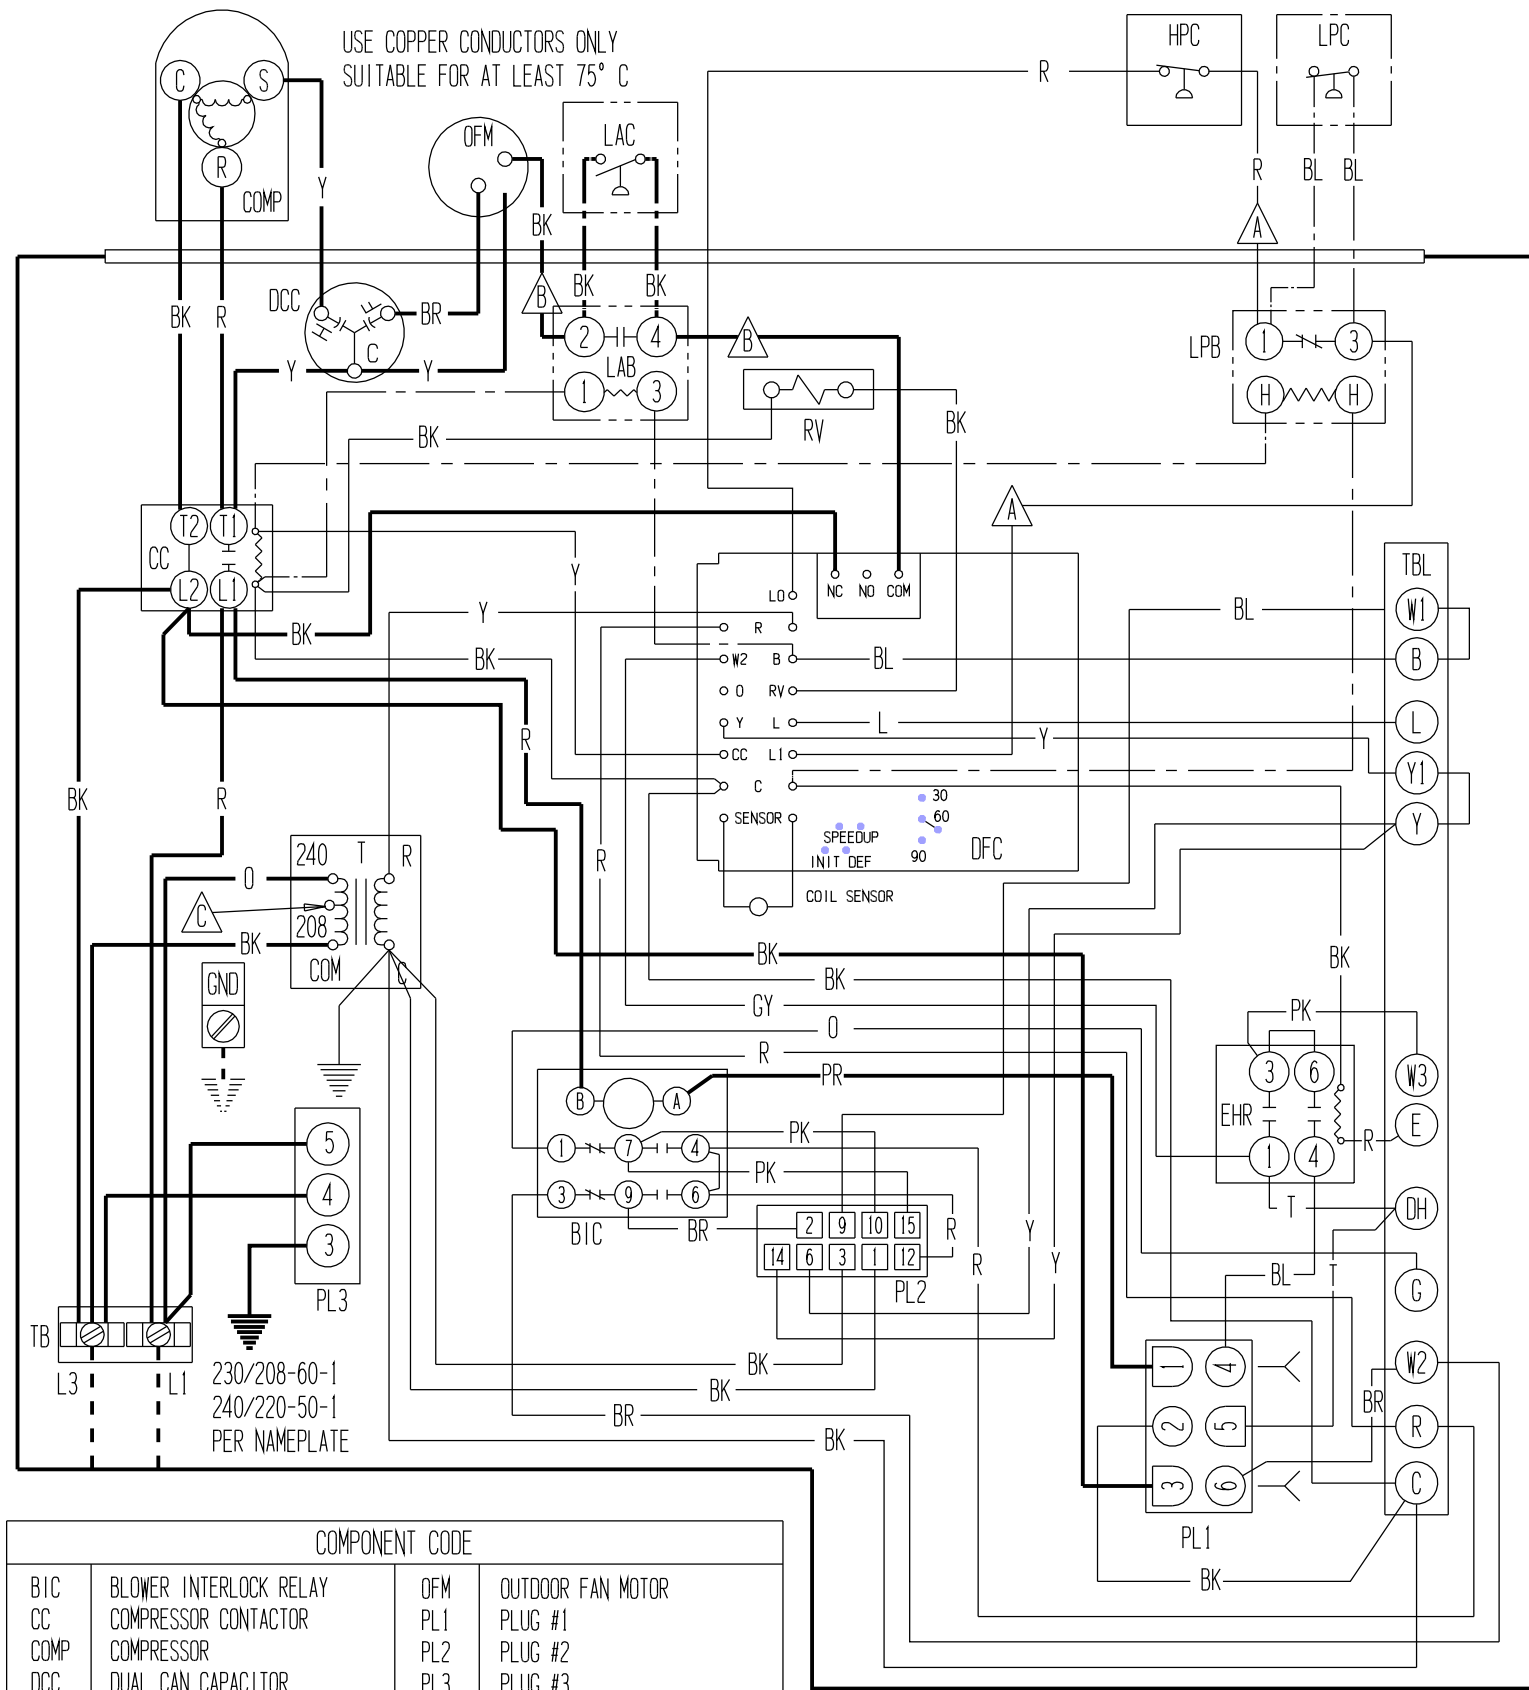 HPC
LPC
USE COPPER CONDUCTORS ONLY
SUITABLE FOR AT LEAST 75° C
C
S
R
COMP
OFM
LAC
R
Y
BK
R
BL
BL
A
DCC
H
F
C
BR
B
BK
BK
BK
R
2
4
B
LAB
1
3
LPB
1
3
H
H
Y
Y
RV
BK
BK
A
T2
T1
CC
L2
L1
NC
NO
COM
TBL
Y
LO
Y
R
BL
W1
BK
BK
W2
B
BL
B
O
RV
R
Y
L
L
L
Y
CC
L1
Y1
BK
R
C
30
SENSOR
60
Y
SPEEDUP
INIT DEF
90
DFC
R
240
T
R
O
COIL SENSOR
C
208
BK
COM
C
BK
BK
BK
GND
GY
PK
O
R
PR
3
6
W3
B
A
EHR
E
R
5
1
7
4
PK
1
4
PK
4
3
9
6
T
DH
BIC
BR
2
9
10
15
R
Y
3
14
6
3
1
12
R
Y
BL
T
G
PL3
PL2
TB
BK
1
4
W2
L3
L1
230/208-60-1
BK
240/220-50-1
BR
BR
2
5
R
PER NAMEPLATE
BK
3
6
C
PL1
COMPONENT CODE
BK
BIC
BLOWER INTERLOCK RELAY
OFM
OUTDOOR FAN MOTOR
CC
COMPRESSOR CONTACTOR
PL1
PLUG #1
COMP
COMPRESSOR
PL2
PLUG #2
DCC
DUAL CAN CAPACITOR
PL3
PLUG #3